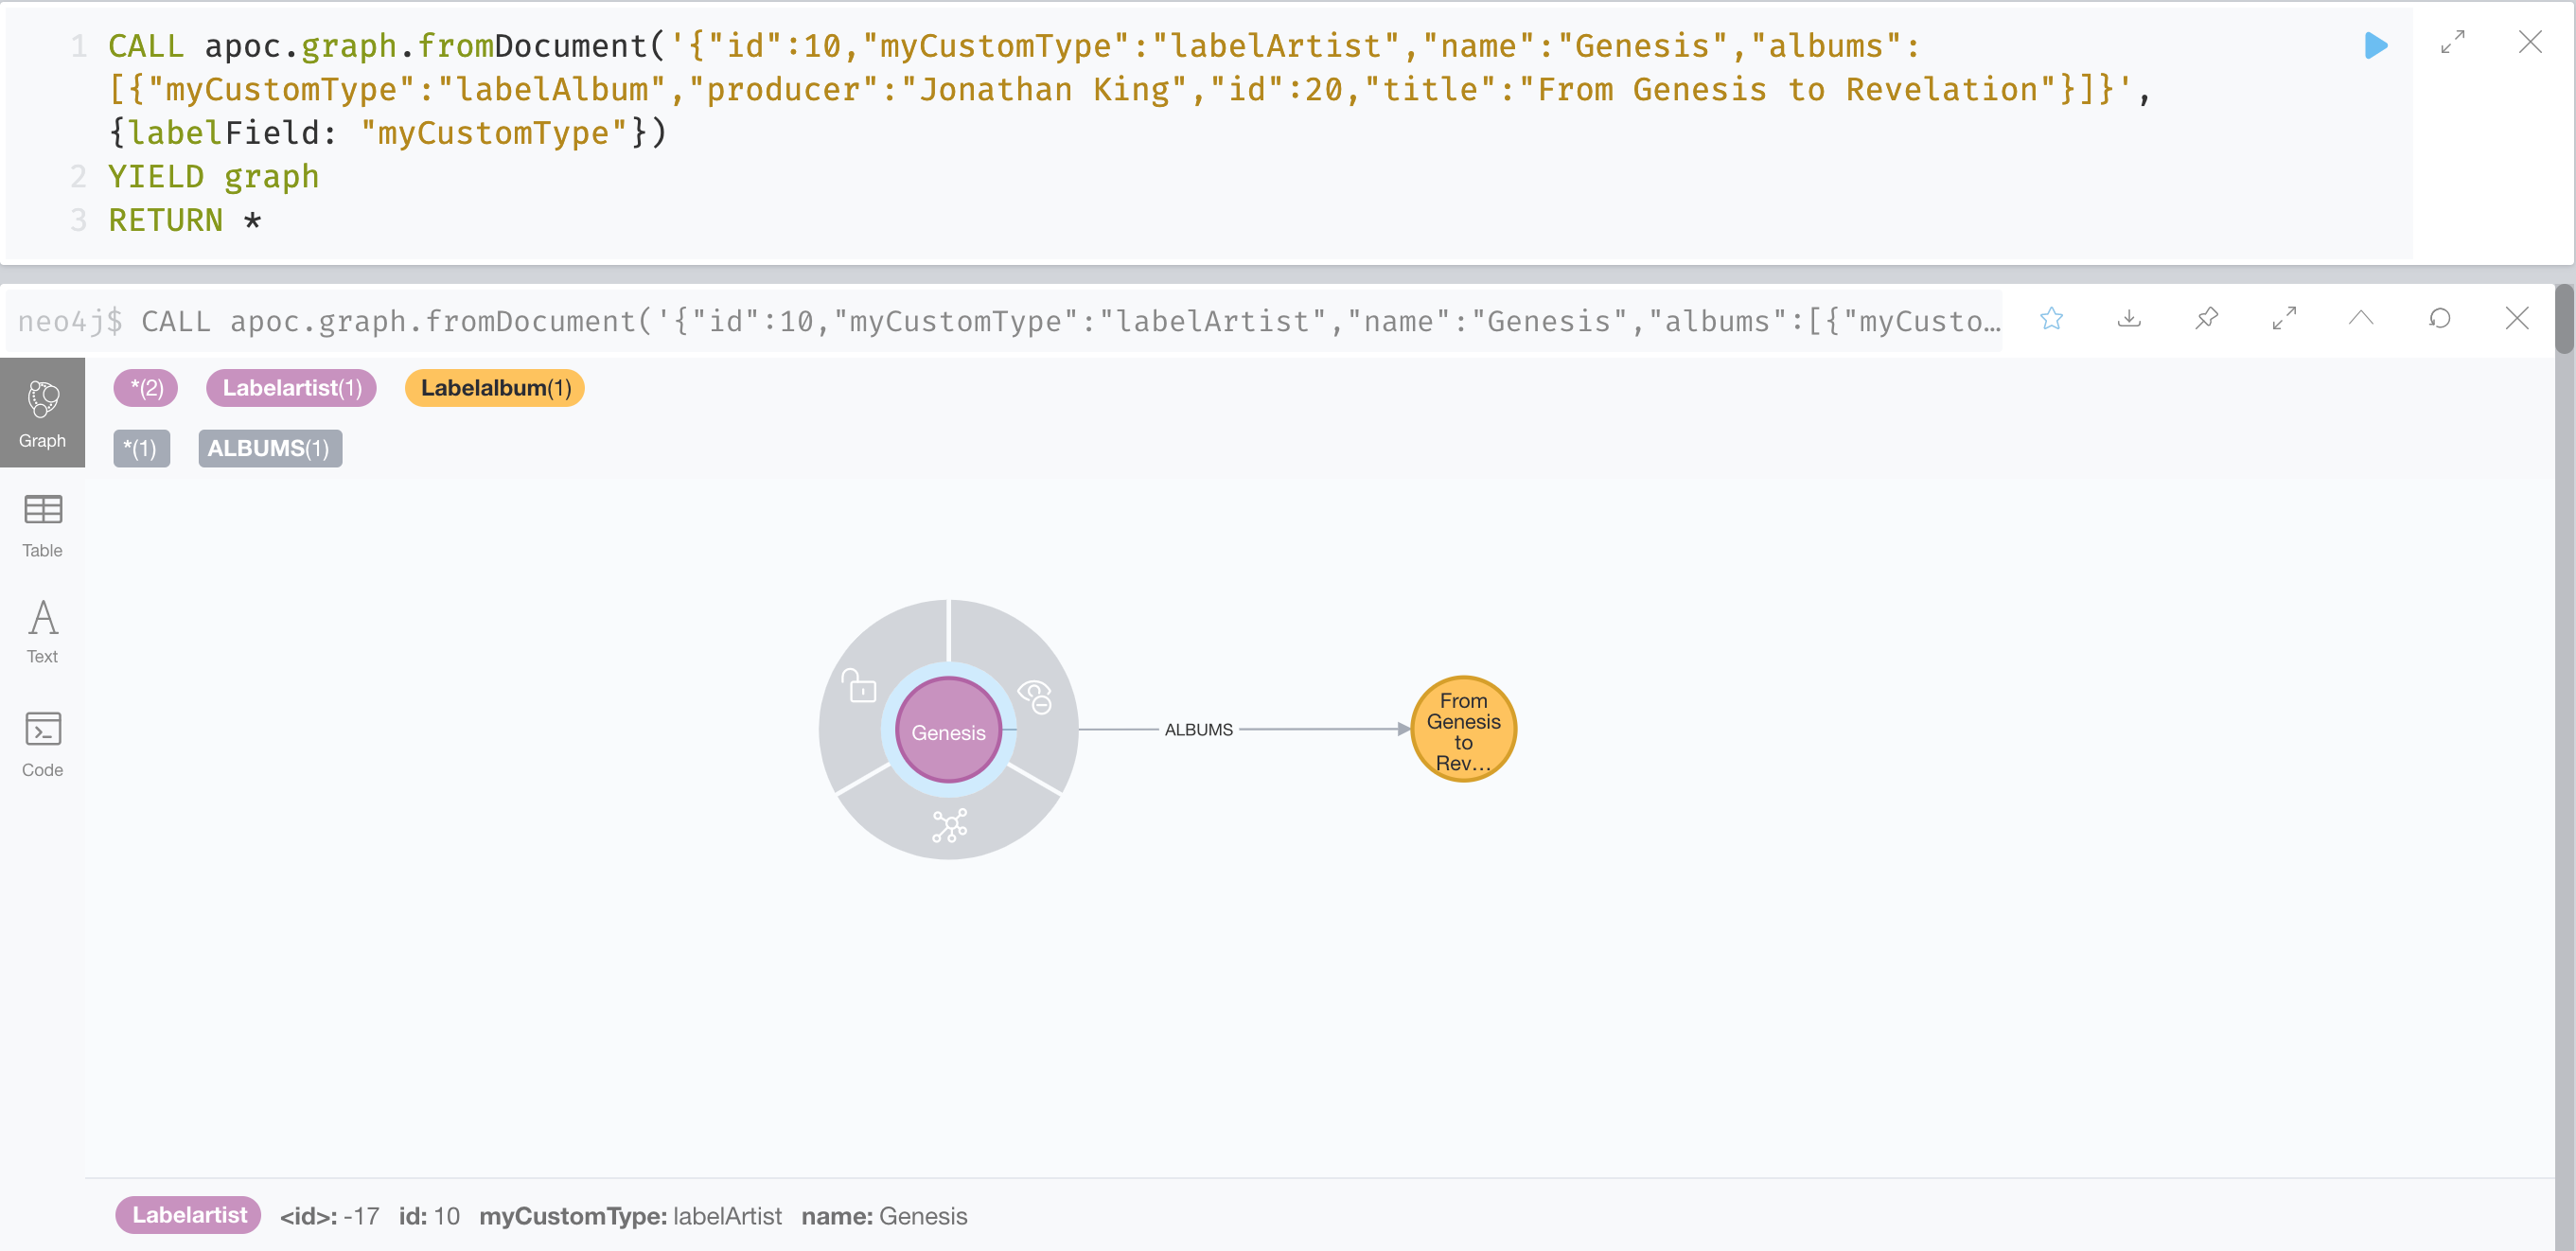 1 CALL apoc.graph.fromDocument('{"id":10,"myCustomType":"labelArtist","name":"Genesis","albums":
[{"myCustomType":"labelAlbum","producer":"Jonathan King","id":20,"title":"From Genesis to Revelation"}]}',
{labelField: "myCustomType"})
2 YIELD graph
3 RETURN *
neo4j$ CALL apoc.graph.fromDocument('{"id":10,"myCustomType":"labelArtist","name":"Genesis","albums":[{"myCusto…
*(2) Labelartist(1) Labelalbum(1)
*(1) ALBUMS(1)
Graph
Table
Text
Code
Genesis
ALBUMS
From
Genesis
to
Rev…
Labelartist <id>: -17 id: 10 myCustomType: labelArtist name: Genesis